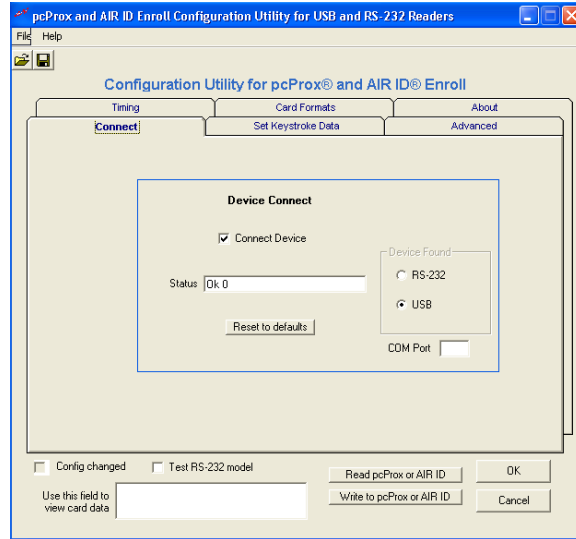 pcProx and AIR ID Enroll Configuration Utility for USB and RS-232 Readers
File Help
Configuration Utility for pcProx® and AIR ID® Enroll
Timing Card Formats About
Connect Set Keystroke Data Advanced
Device Connect
Connect Device
Device Found
RS-232
Status Ok 0
USB
Reset to defaults
COM Port
Config changed Test RS-232 model Read pcProx or AIR ID OK
Use this field to
view card data
Write to pcProx or AIR ID Cancel